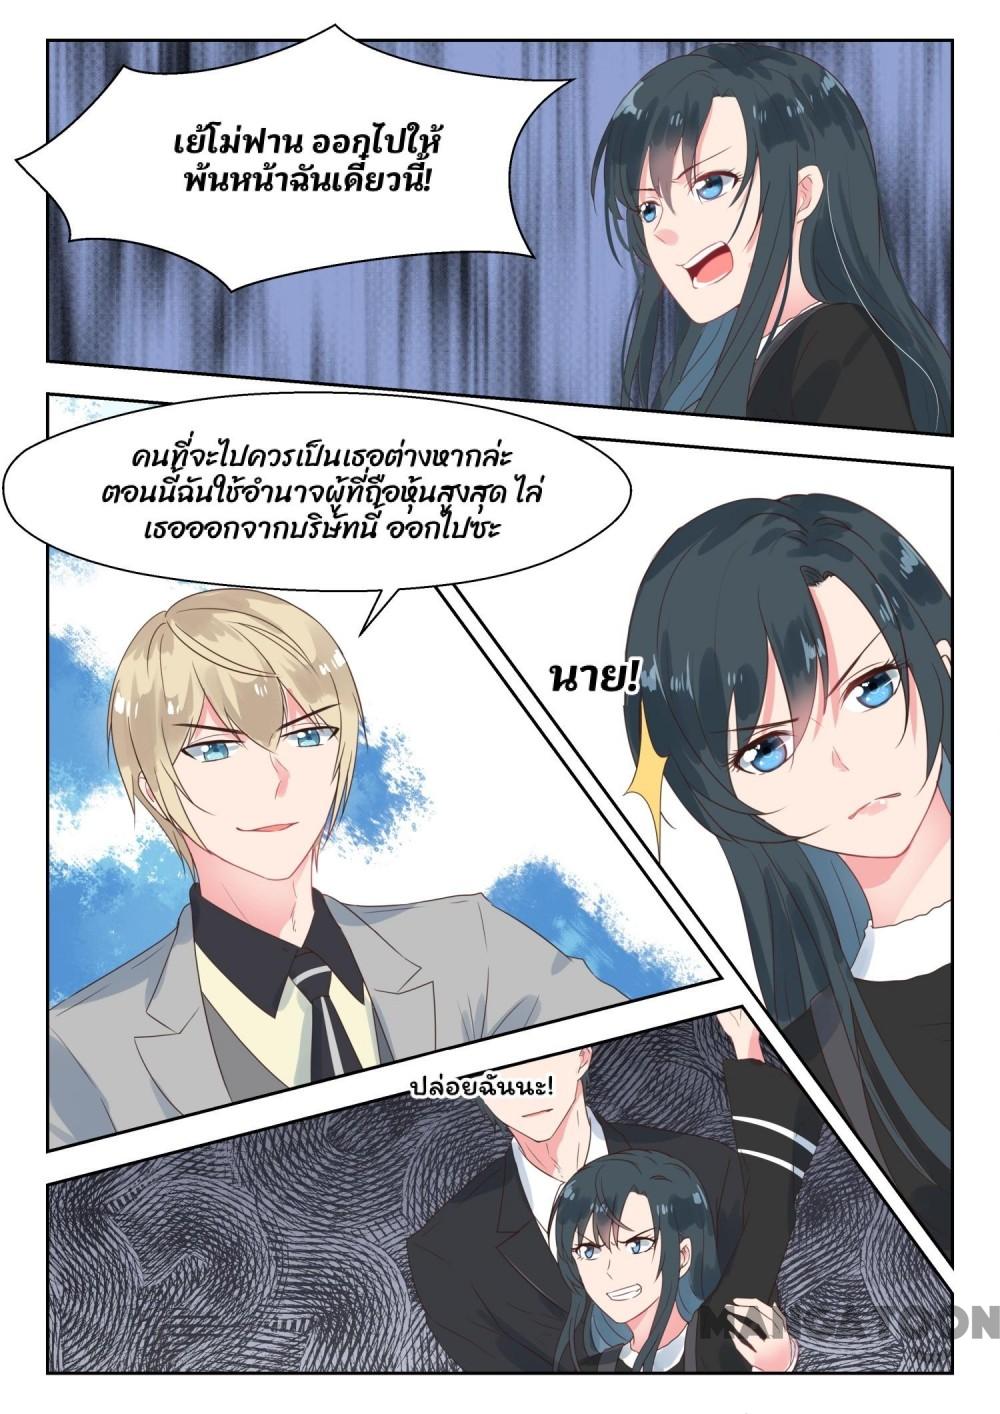 เย้โม่ฟาน ออกไปให้
พ้นหน้าฉันเดี๋ยวนี้!
คนที่จะไปควรเป็นเธอต่างหากล่ะ
ตอนนี้ฉันใช้อำนาจผู้ที่ถือหุ้นสูงสุด ไล่
เธอออกจากบริษัทนี้ ออกไปซะ
นาย!
ปล่อยฉันนะ!
MANGATOON